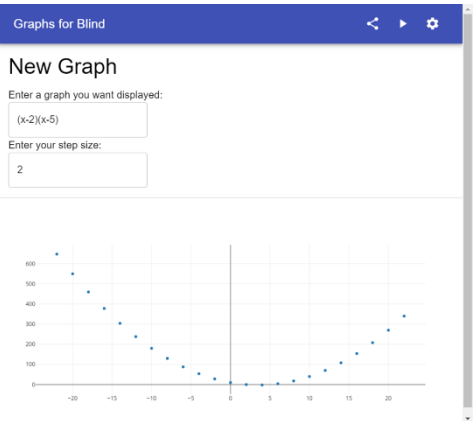 Graphs for Blind
New Graph
Enter a graph you want displayed:
(x-2)(x-5)
Enter your step size:
2
600
500
400
300
200
100
0
−20 −15 −10 −5 0 5 10 15 20